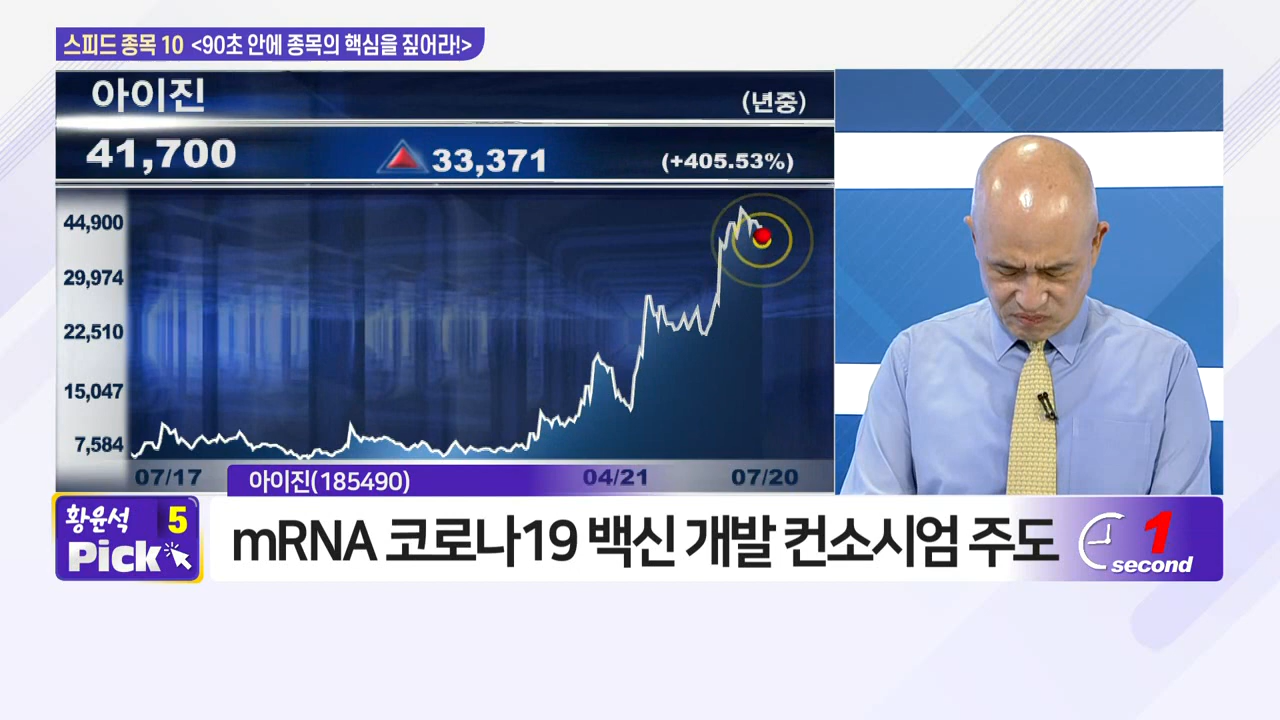 스피드 종목 10 <90초 안에 종목의 핵심을 짚어라!>
아이진
(년중)
41,700 ▲ 33,371 (+405.53%)
44,900
29,974
22,510
15,047
7,584
07/17 04/21 07/20
아이진(185490)
황윤석 5
Pick
mRNA 코로나19 백신 개발 컨소시엄 주도
1
second